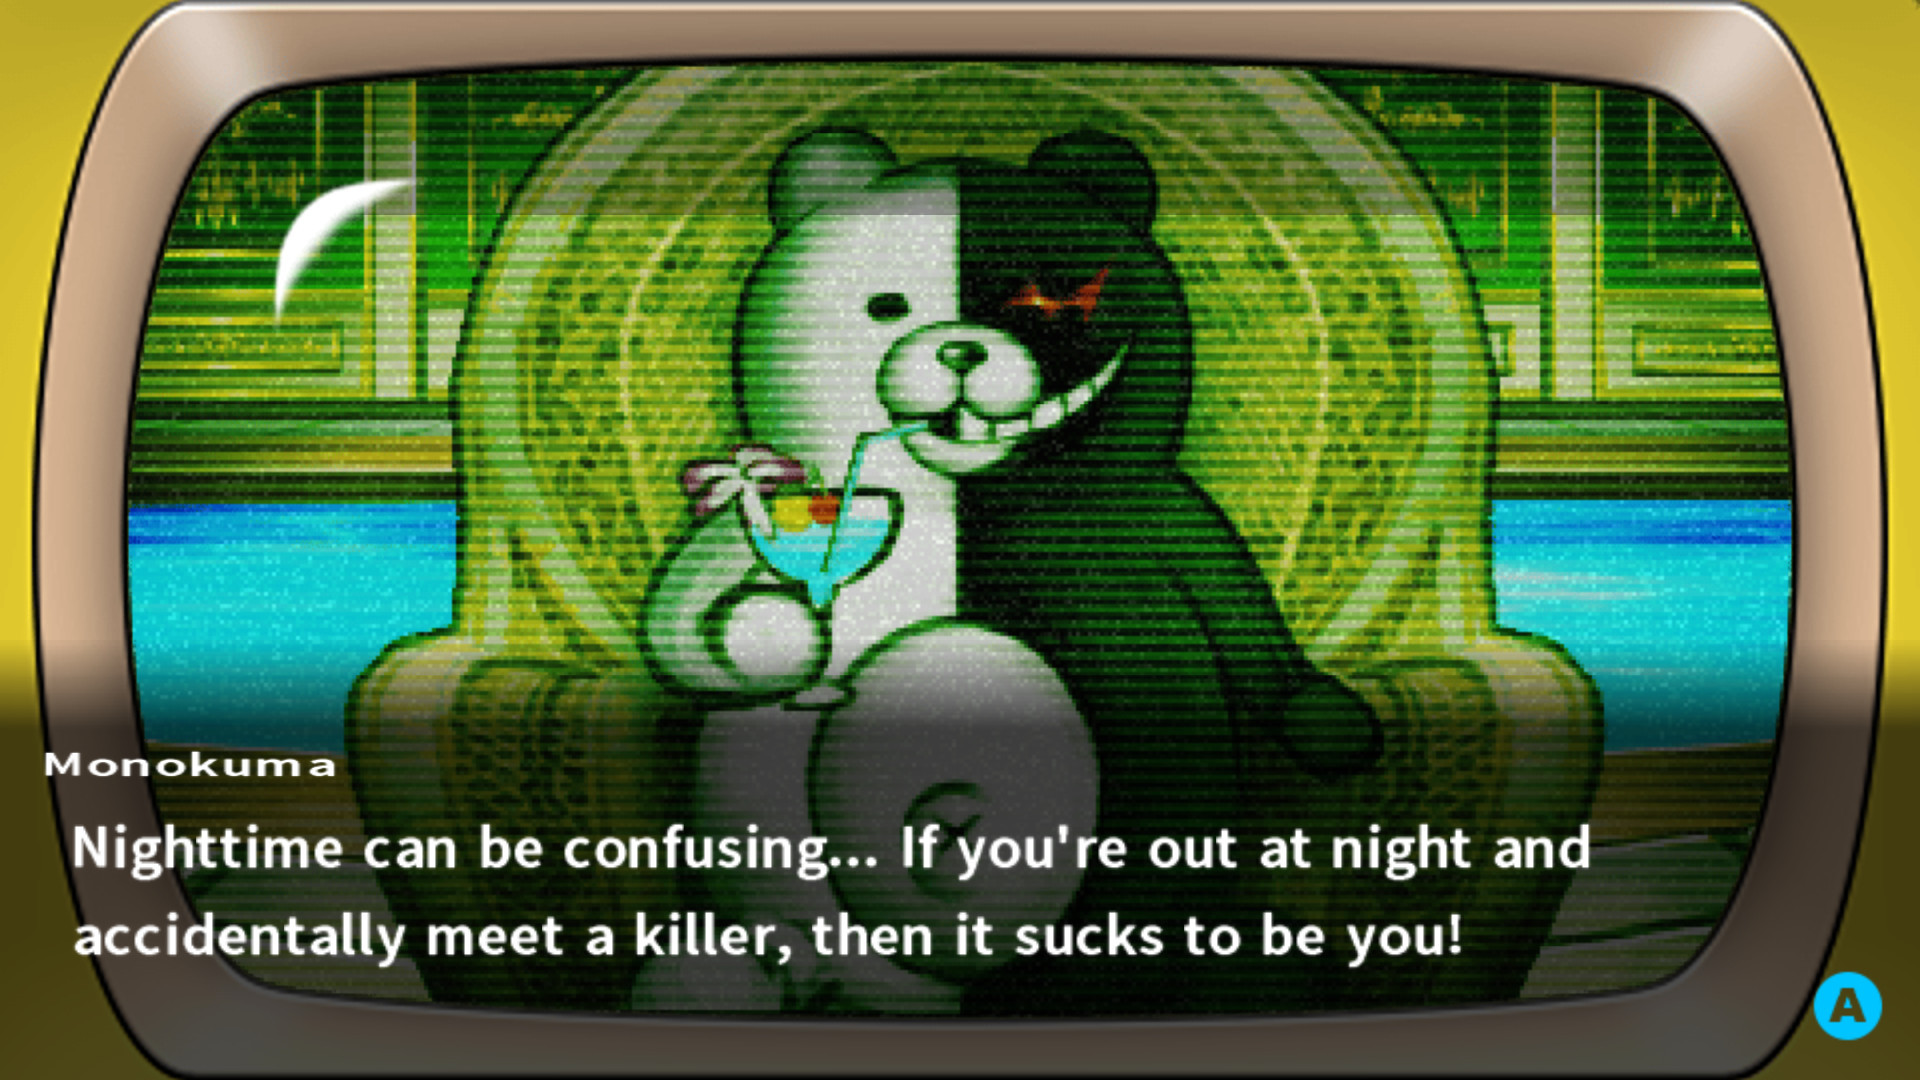 Monokuma
Nighttime can be confusing... If you're out at night and
accidentally meet a killer, then it sucks to be you!
A